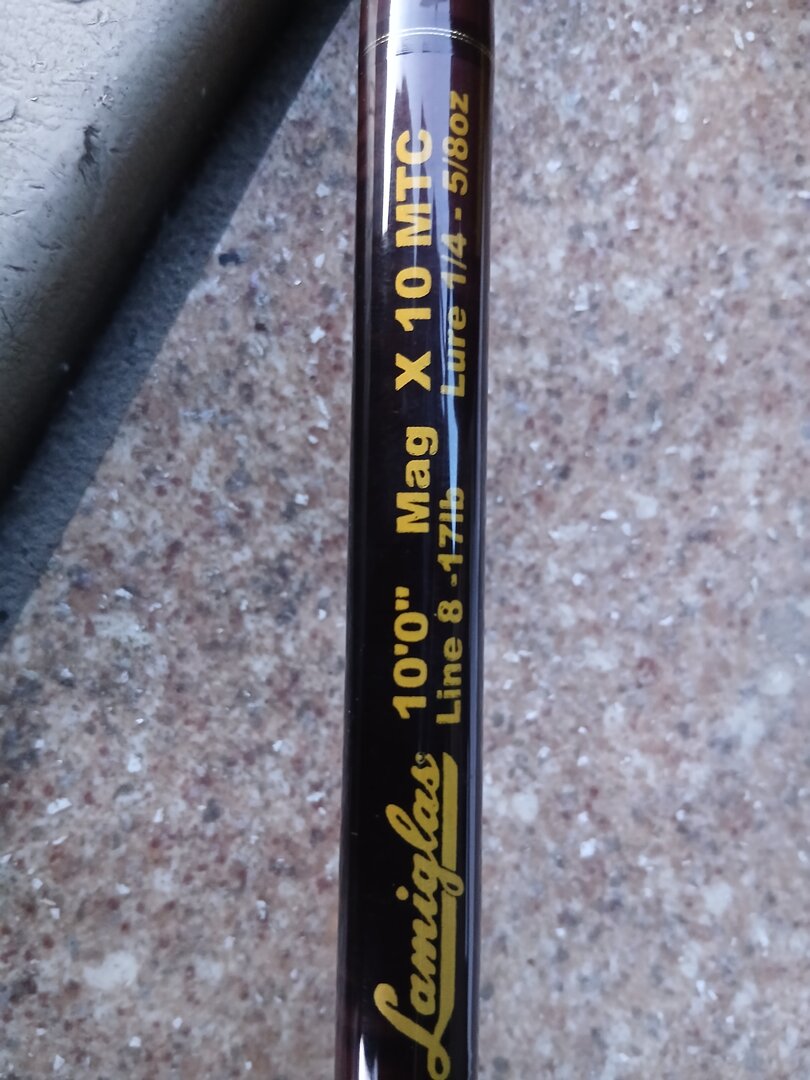 Lamiglas®
10'0" Mag X 10 MTC
Line 8 -17lb Lure 1/4 - 5/8oz